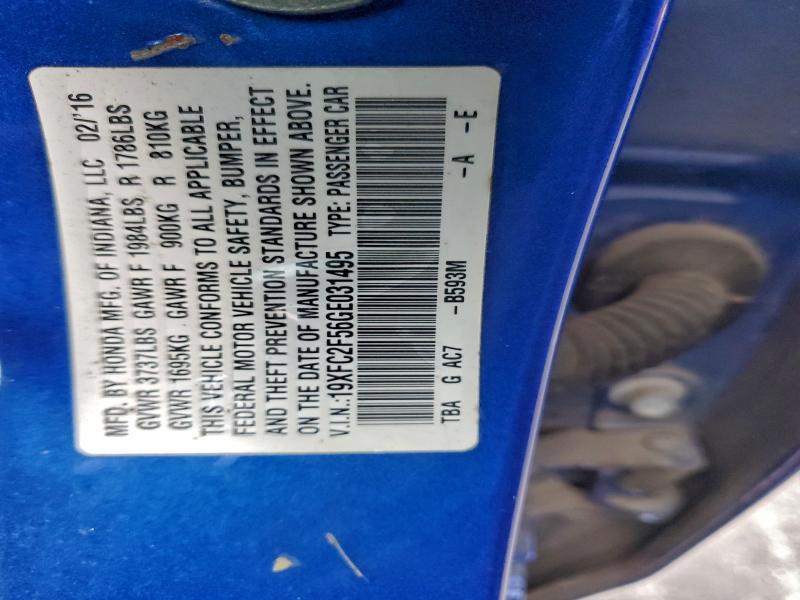 MFD. BY HONDA MFG. OF INDIANA, LLC 02/'16
GVWR 3737LBS GAWR F 1984LBS R 1786LBS
GVWR 1695KG GAWR F 900KG R 810KG
THIS VEHICLE CONFORMS TO ALL APPLICABLE
FEDERAL MOTOR VEHICLE SAFETY, BUMPER,
AND THEFT PREVENTION STANDARDS IN EFFECT
ON THE DATE OF MANUFACTURE SHOWN ABOVE.
V.I.N.:19XFC2F56GE031495 TYPE: PASSENGER CAR
TBA G AC7 -B593M -A -E